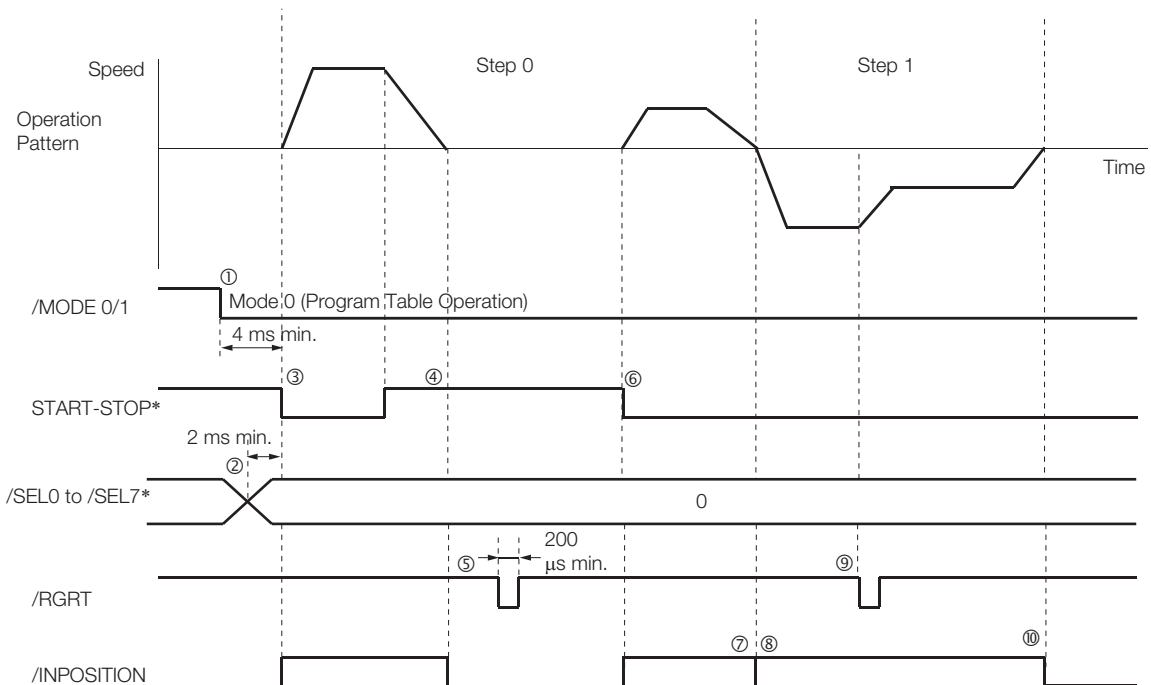 Step 0
Step 1
Speed
Operation
Pattern
Time
①
/MODE 0/1
Mode 0 (Program Table Operation)
4 ms min.
③
④
⑥
START-STOP*
2 ms min.
②
/SEL0 to /SEL7*
0
200
μs min.
⑤
⑨
/RGRT
⑦
⑧
⑩
/INPOSITION